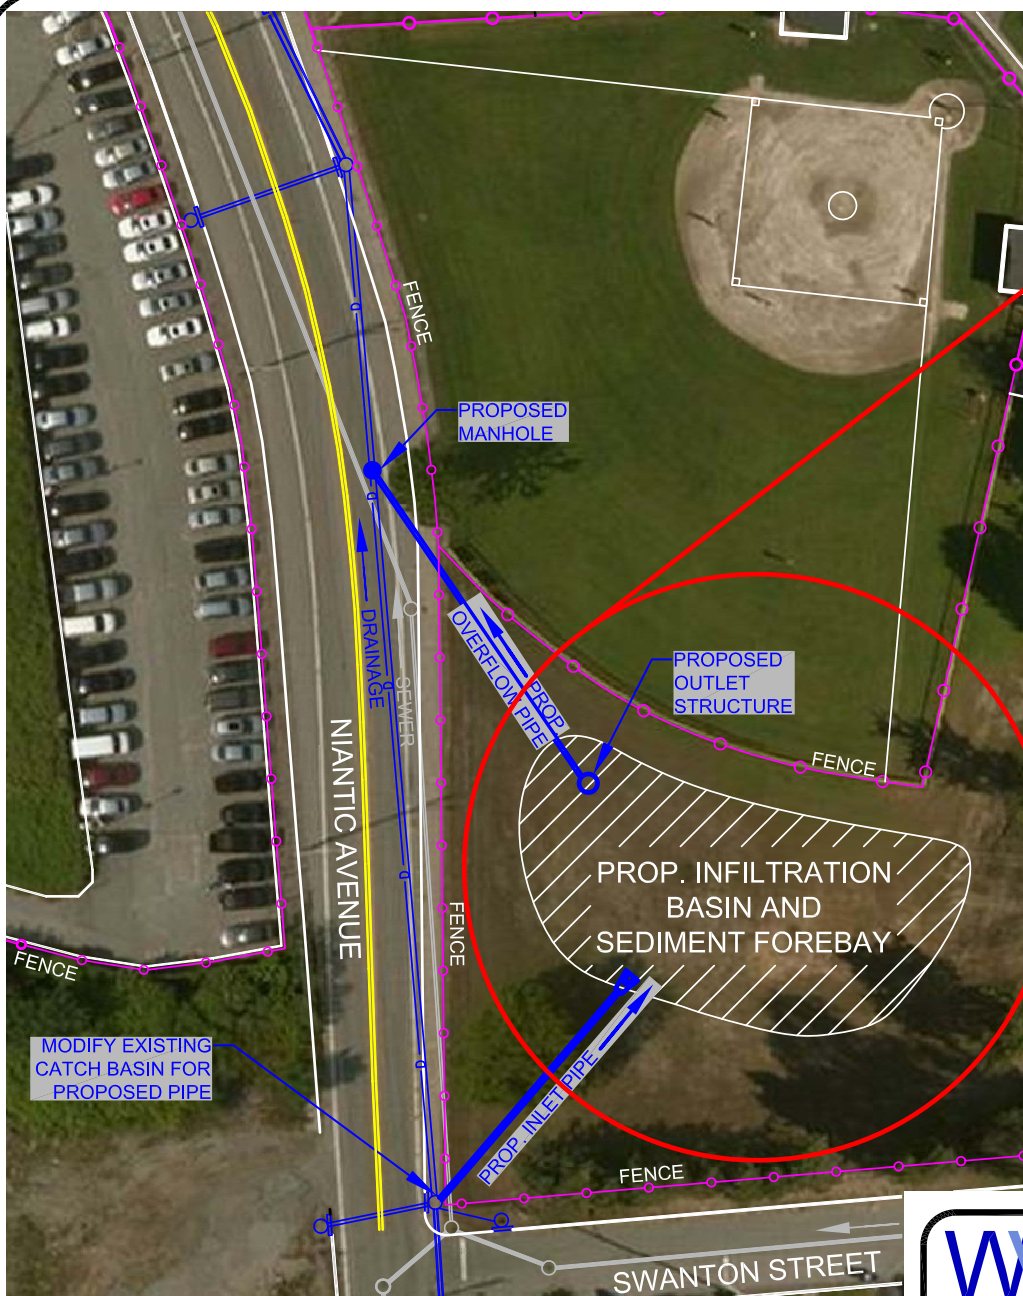 FENCE
PROPOSED
MANHOLE
DRAINAGE
SEWER
PROP.
OVERFLOW PIPE
PROPOSED
OUTLET
STRUCTURE
FENCE
NIANTIC AVENUE
PROP. INFILTRATION
BASIN AND
SEDIMENT FOREBAY
FENCE
FENCE
MODIFY EXISTING
CATCH BASIN FOR
PROPOSED PIPE
PROP. INLET PIPE
FENCE
SWANTON STREET
d
d
d
d
d